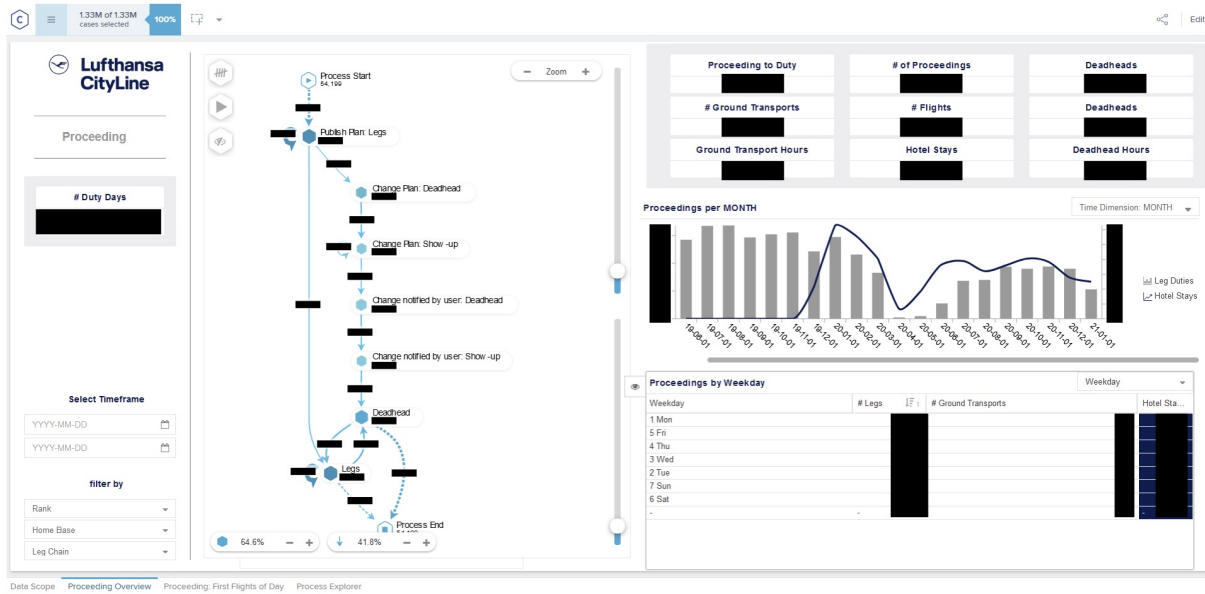 C
1.33M of 1.33M
cases selected
100%
Edit
Lufthansa
CityLine
Proceeding
# Duty Days
Select Timeframe
YYYY-MM-DD
YYYY-MM-DD
filter by
Rank
Home Base
Leg Chain
Zoom
Process Start
54,199
Publish Plan: Legs
Change Plan: Deadhead
Change Plan: Show -up
Change notified by user: Deadhead
Change notified by user: Show -up
Deadhead
Legs
Process End
64.6%
41.8%
Proceeding to Duty
# of Proceedings
Deadheads
# Ground Transports
# Flights
Deadheads
Ground Transport Hours
Hotel Stays
Deadhead Hours
Proceedings per MONTH
Time Dimension: MONTH
19-06-01
19-07-01
19-08-01
19-09-01
19-10-01
19-11-01
19-12-01
20-01-01
20-02-01
20-03-01
20-04-01
20-05-01
20-06-01
20-07-01
20-08-01
20-09-01
20-10-01
20-11-01
20-12-01
21-01-01
Leg Duties
Hotel Stays
Proceedings by Weekday
Weekday
Weekday
# Legs
# Ground Transports
Hotel Sta...
1 Mon
5 Fri
4 Thu
3 Wed
2 Tue
7 Sun
6 Sat
- - -
Data Scope
Proceeding Overview
Proceeding: First Flights of Day
Process Explorer